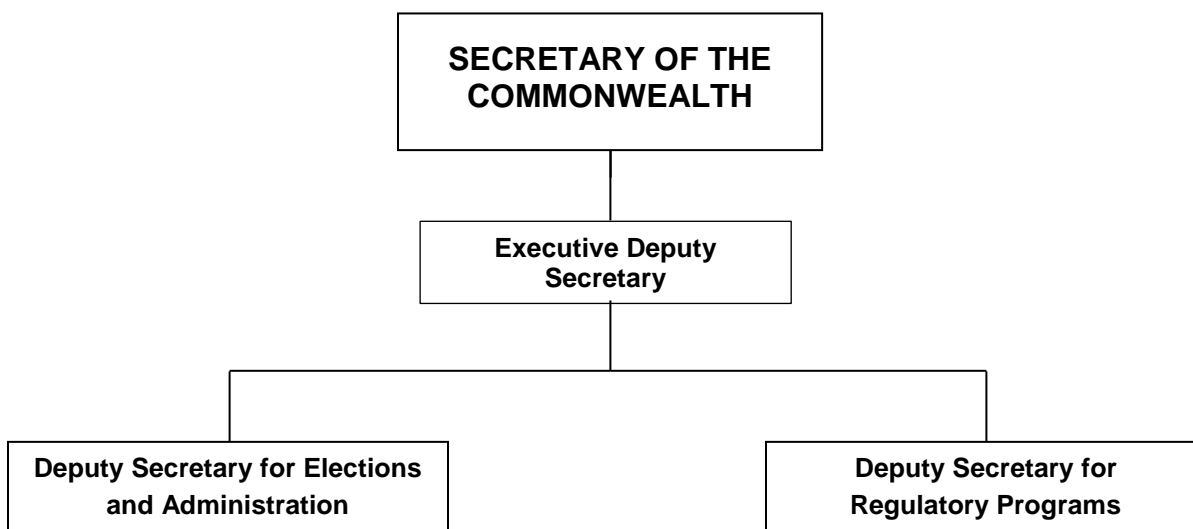 SECRETARY OF THE
COMMONWEALTH
Executive Deputy
Secretary
Deputy Secretary for Elections
and Administration
Deputy Secretary for
Regulatory Programs